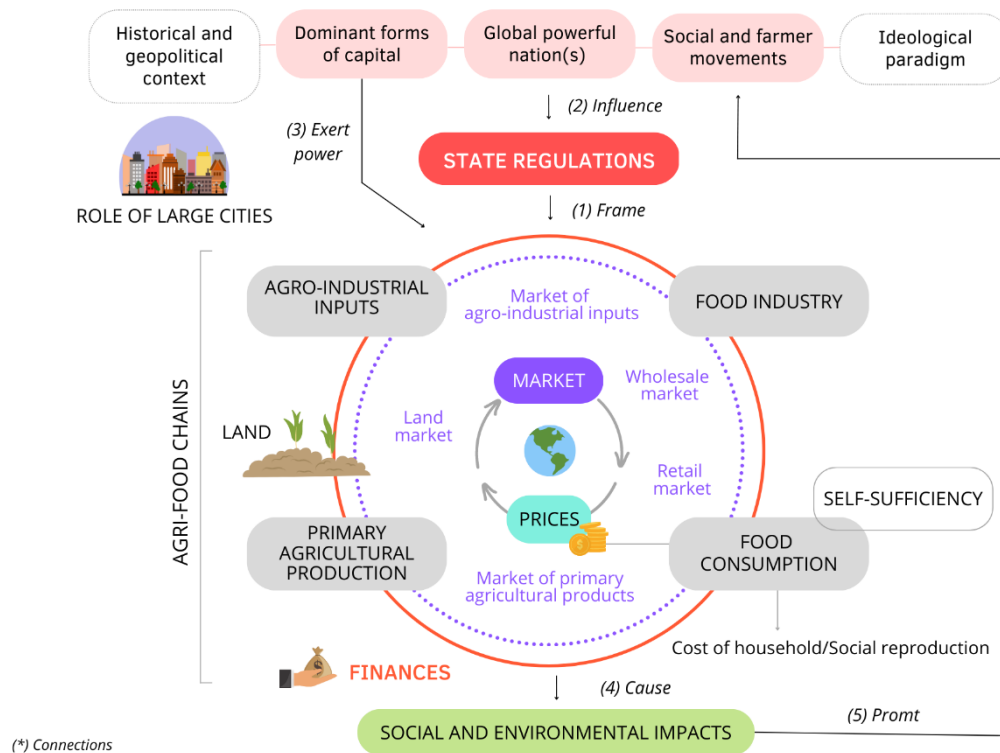 Historical and
geopolitical
context
Dominant forms
of capital
Global powerful
nation(s)
Social and farmer
movements
Ideological
paradigm
(2) Influence
(3) Exert
power
STATE REGULATIONS
ROLE OF LARGE CITIES
(1) Frame
AGRO-INDUSTRIAL
INPUTS
Market of
agro-industrial inputs
FOOD INDUSTRY
MARKET
Wholesale
market
Land
market
LAND
AGRI-FOOD CHAINS
Retail
market
SELF-SUFFICIENCY
PRICES
PRIMARY
AGRICULTURAL
PRODUCTION
FOOD
CONSUMPTION
Market of primary
agricultural products
Cost of household/Social reproduction
FINANCES
(4) Cause
SOCIAL AND ENVIRONMENTAL IMPACTS
(5) Promt
(*) Connections